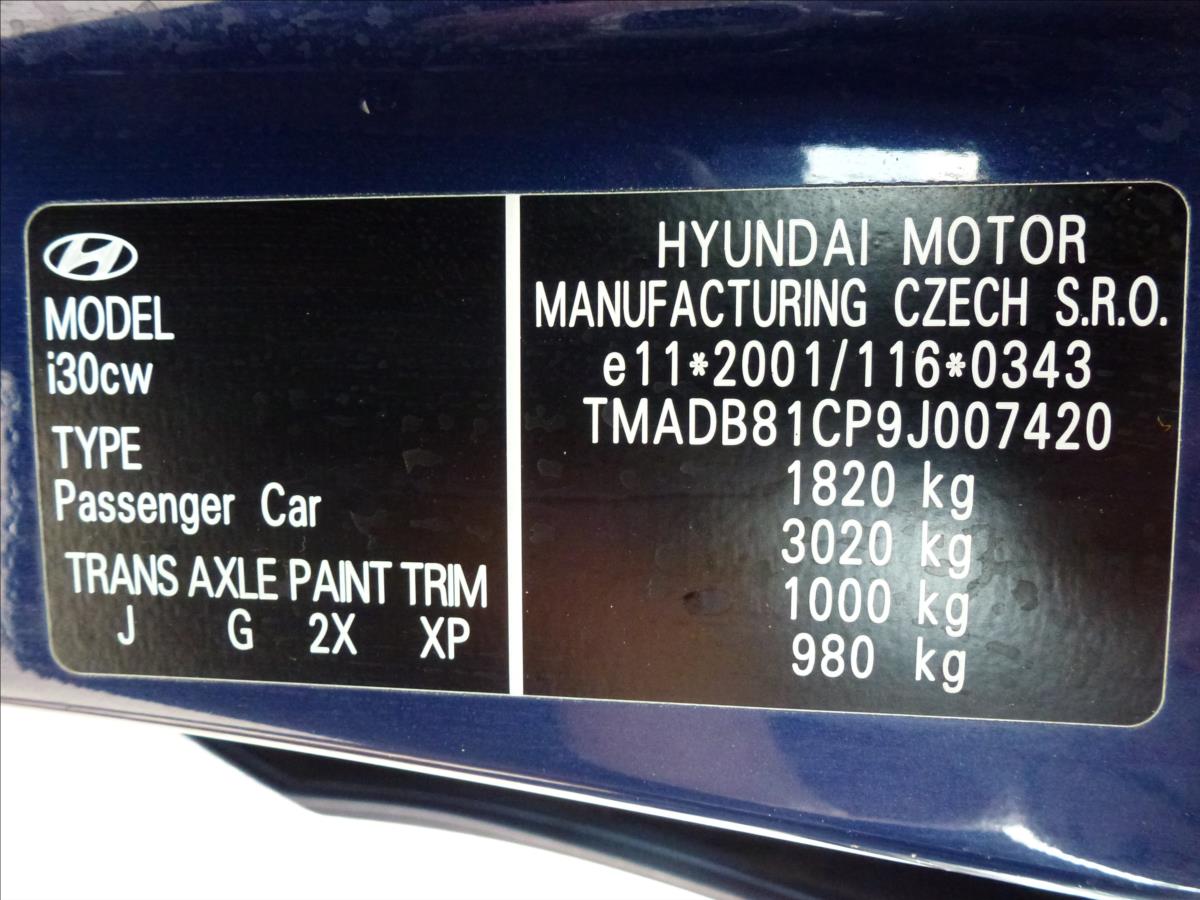 MODEL
i30cw
TYPE
Passenger Car
TRANS AXLE PAINT TRIM
J G 2X XP
HYUNDAI MOTOR
MANUFACTURING CZECH S.R.O.
e11*2001/116*0343
TMADB81CP9J007420
1820 kg
3020 kg
1000 kg
980 kg